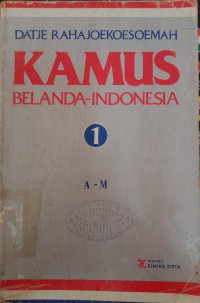 DATJE RAHAJOEKOESOEMAH
KAMUS
BELANDA-INDONESIA
1
A - M
RINEKA CIPTA